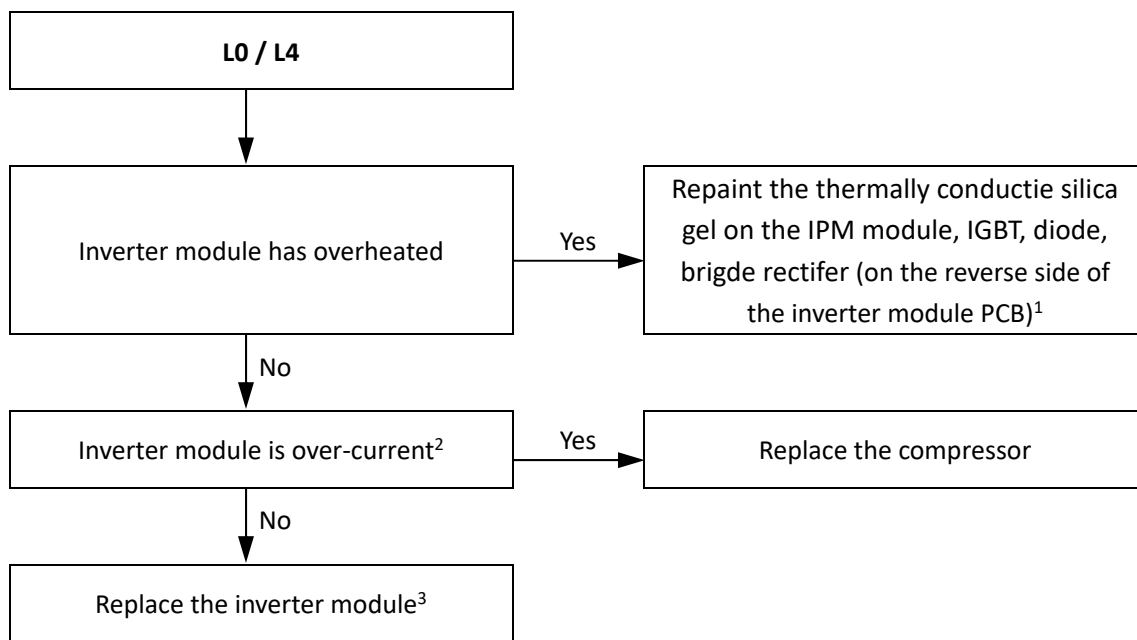 L0 / L4
Inverter module has overheated
Yes
Repaint the thermally conductie silica
gel on the IPM module, IGBT, diode,
brigde rectifer (on the reverse side of
the inverter module PCB)1
No
Inverter module is over-current2
Yes
Replace the compressor
No
Replace the inverter module3